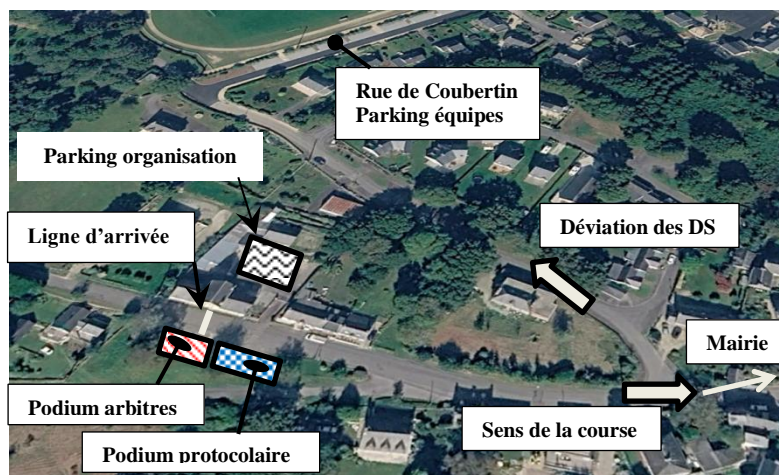 Rue de Coubertin
Parking équipes
Parking organisation
Ligne d'arrivée
Déviation des DS
Mairie
Podium arbitres
Sens de la course
Podium protocolaire